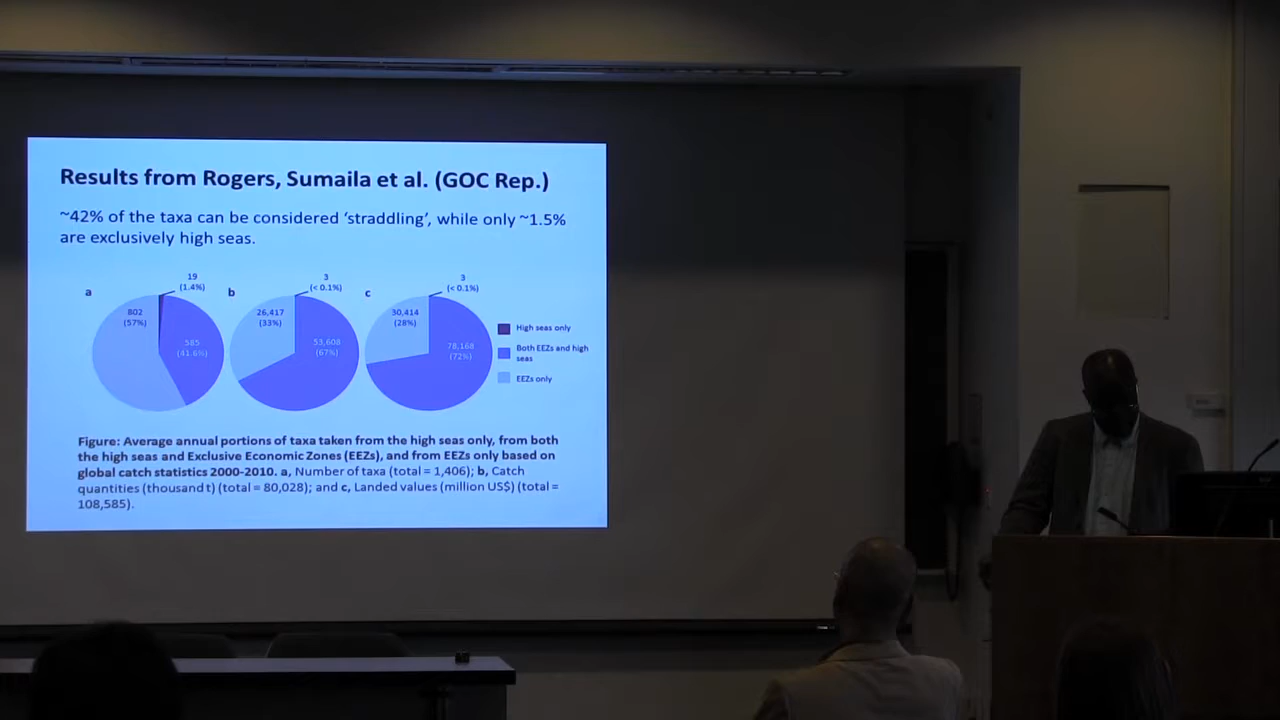 Results from Rogers, Sumaila et al. (GOC Rep.)
~42% of the taxa can be considered ‘straddling’, while only ~1.5%
are exclusively high seas.
a
19
(1.4%)
802
(57%)
585
(41.6%)
b
3
(< 0.1%)
26,417
(33%)
53,608
(67%)
c
3
(< 0.1%)
30,414
(28%)
78,168
(72%)
High seas only
Both EEZs and high
seas
EEZs only
Figure: Average annual portions of taxa taken from the high seas only, from both
the high seas and Exclusive Economic Zones (EEZs), and from EEZs only based on
global catch statistics 2000-2010. a, Number of taxa (total = 1,406); b, Catch
quantities (thousand t) (total = 80,028); and c, Landed values (million US$) (total =
108,585).